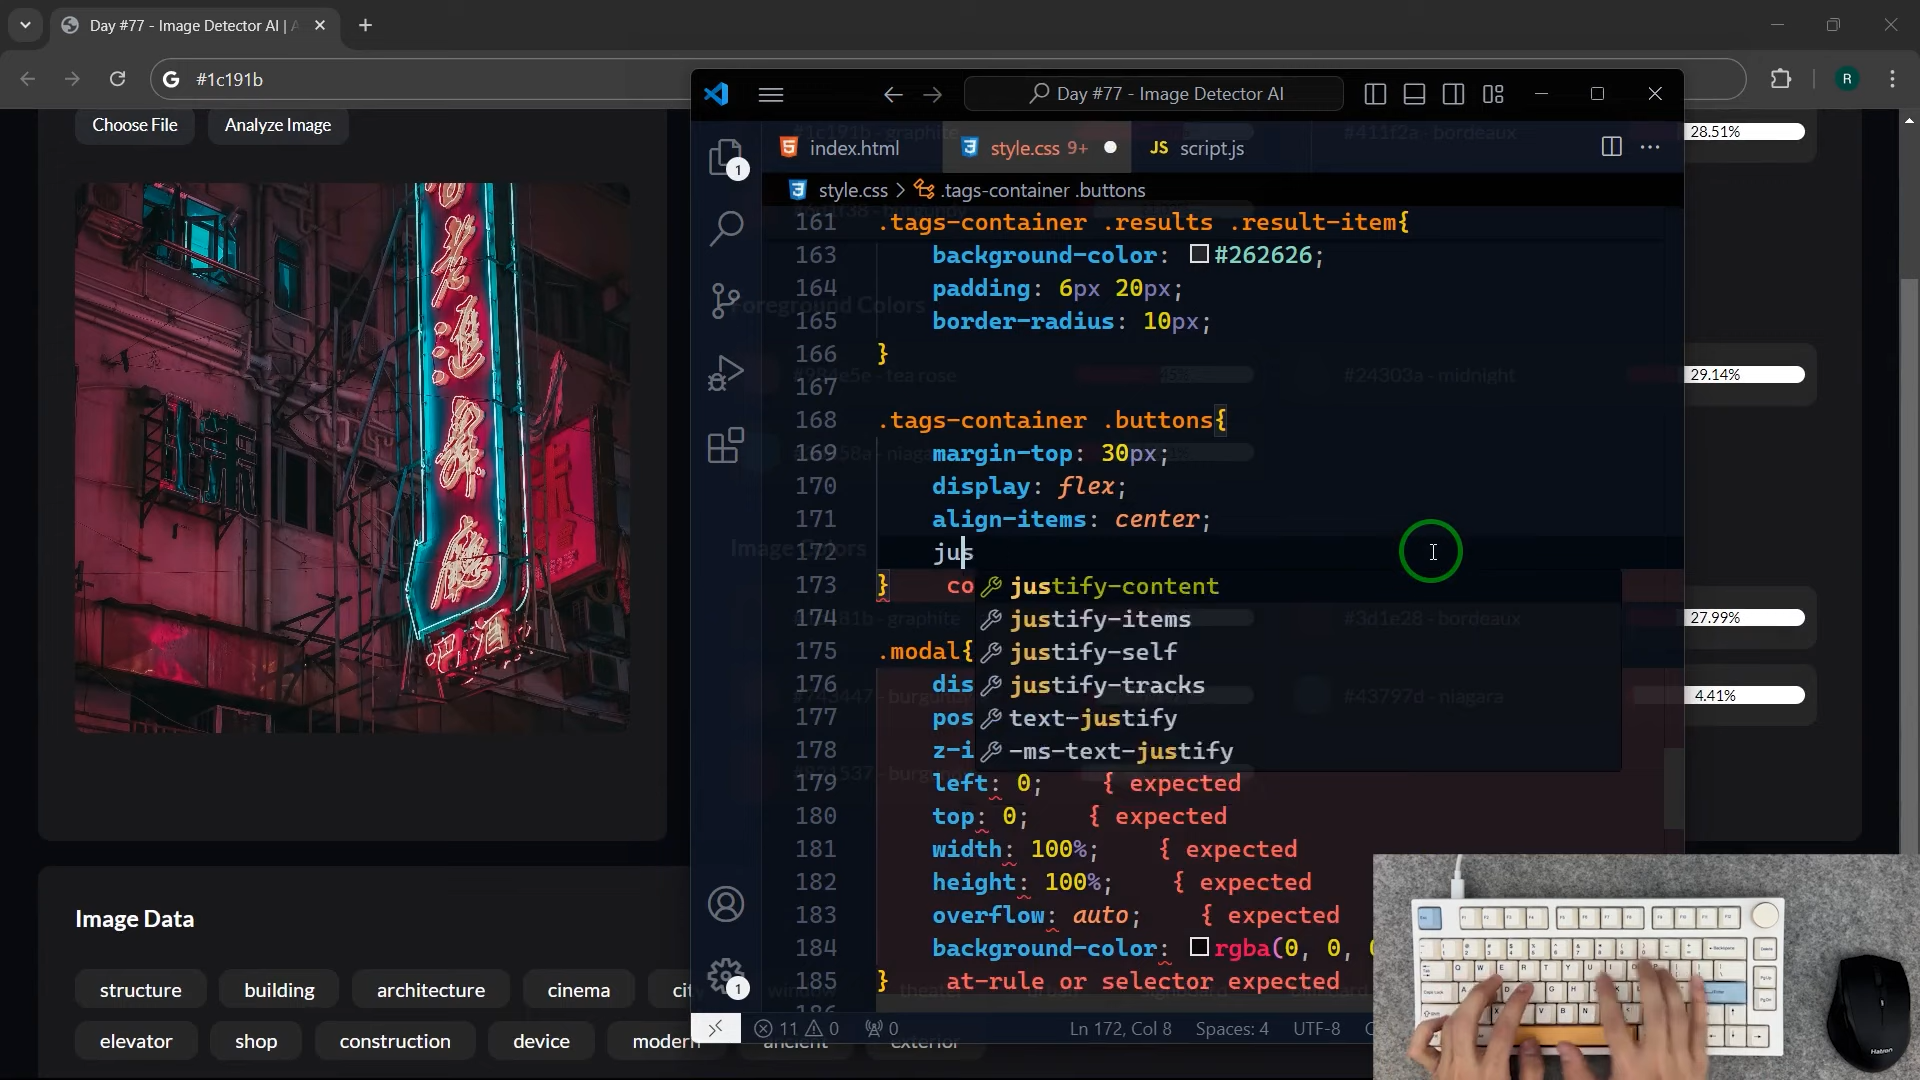 Day #77 - Image Detector AI |
#1c191b
R
Choose File
Analyze Image
Day #77 - Image Detector AI
1
index.html
style.css 9+
JS script.js
style.css > .tags-container .buttons
161 .tags-container .results .result-item{
163 background-color: #262626;
164 padding: 6px 20px;
165 border-radius: 10px;
166 }
167
168 .tags-container .buttons{
169 margin-top: 30px;
170 display: flex;
171 align-items: center;
172 jus
173 } co
justify-content
174
justify-items
175 .modal{
justify-self
176 dis
justify-tracks
177 pos
text-justify
178 z-i
-ms-text-justify
179 left: 0; { expected
180 top: 0; { expected
181 width: 100%; { expected
182 height: 100%; { expected
183 overflow: auto; { expected
184 background-color: rgba(0, 0,
185 } at-rule or selector expected
#1c191b - graphite
#411f2a - bordeaux
28.51%
Foreground Colors
#984e5e - tea rose
45%
#24303a - midnight
29.14%
Image Colors
#3d1e28 - bordeaux
27.99%
#43797d - niagara
4.41%
1
11 0 0
Ln 172, Col 8
Spaces: 4
UTF-8
Image Data
structure
building
architecture
cinema
window
theater
elevator
shop
construction
device
modern
ancient
exterior